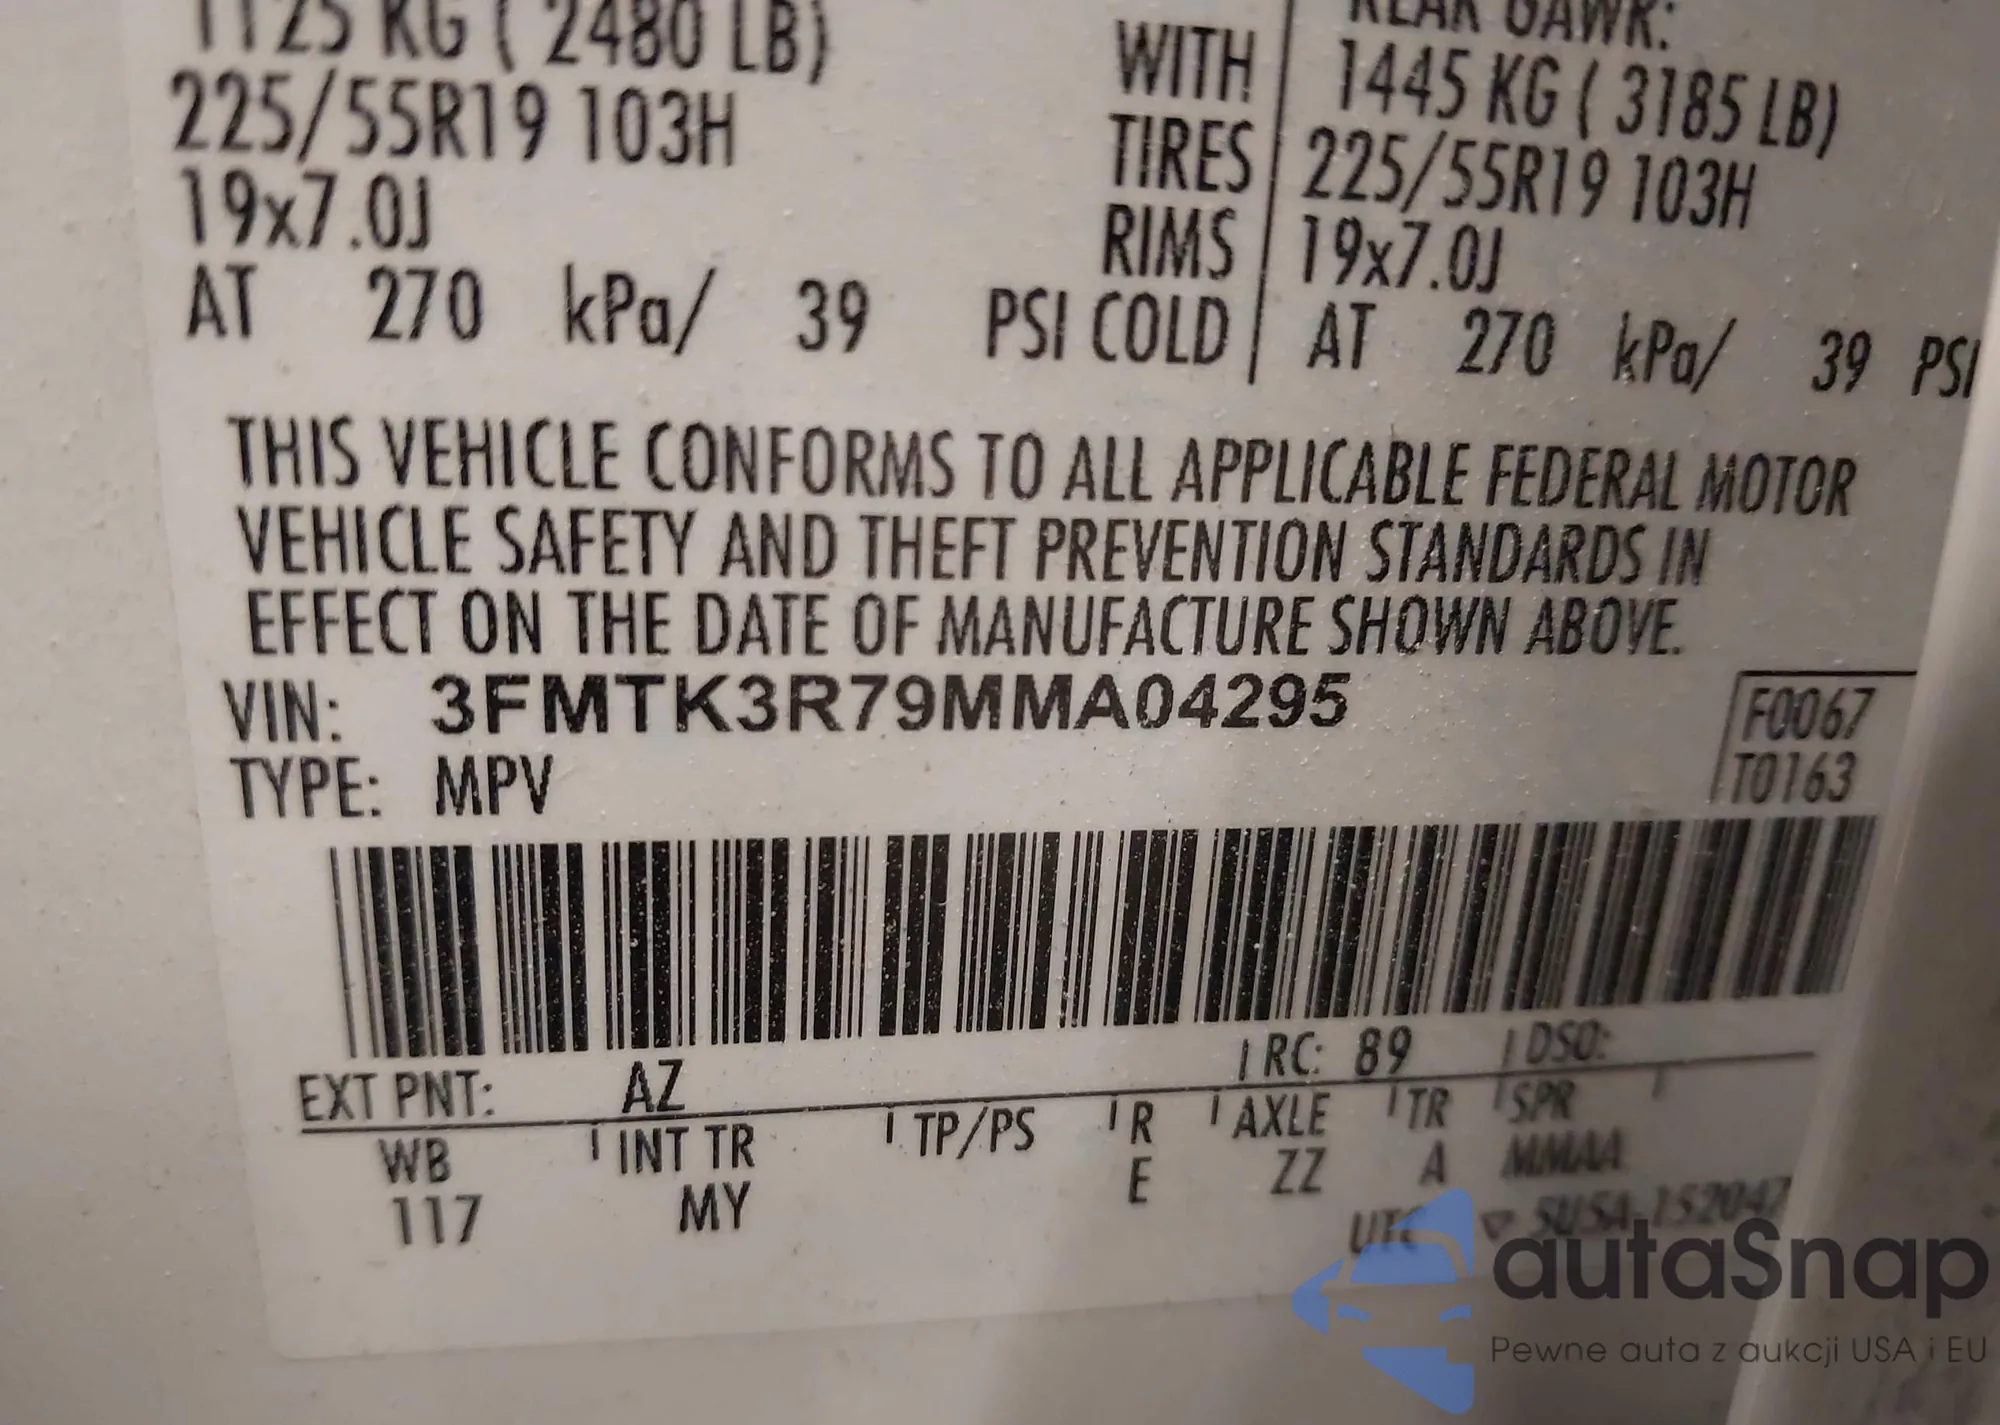 1125 KG ( 2480 LB)
225/55R19 103H
19x7.0J
AT 270 kPa/ 39 PSI COLD
WITH
TIRES
RIMS
REAR GAWR:
1445 KG ( 3185 LB)
225/55R19 103H
19x7.0J
AT 270 kPa/ 39 PSI
THIS VEHICLE CONFORMS TO ALL APPLICABLE FEDERAL MOTOR
VEHICLE SAFETY AND THEFT PREVENTION STANDARDS IN
EFFECT ON THE DATE OF MANUFACTURE SHOWN ABOVE.
VIN: 3FMTK3R79MMA04295
TYPE: MPV
F0067
T0163
EXT PNT: AZ RC: 89 DSO:
WB INT TR TP/PS R AXLE TR SPR
117 MY E ZZ A MMAA
UTC ▽ SUSA-152047
autaSnap
Pewne auta z aukcji USA i EU